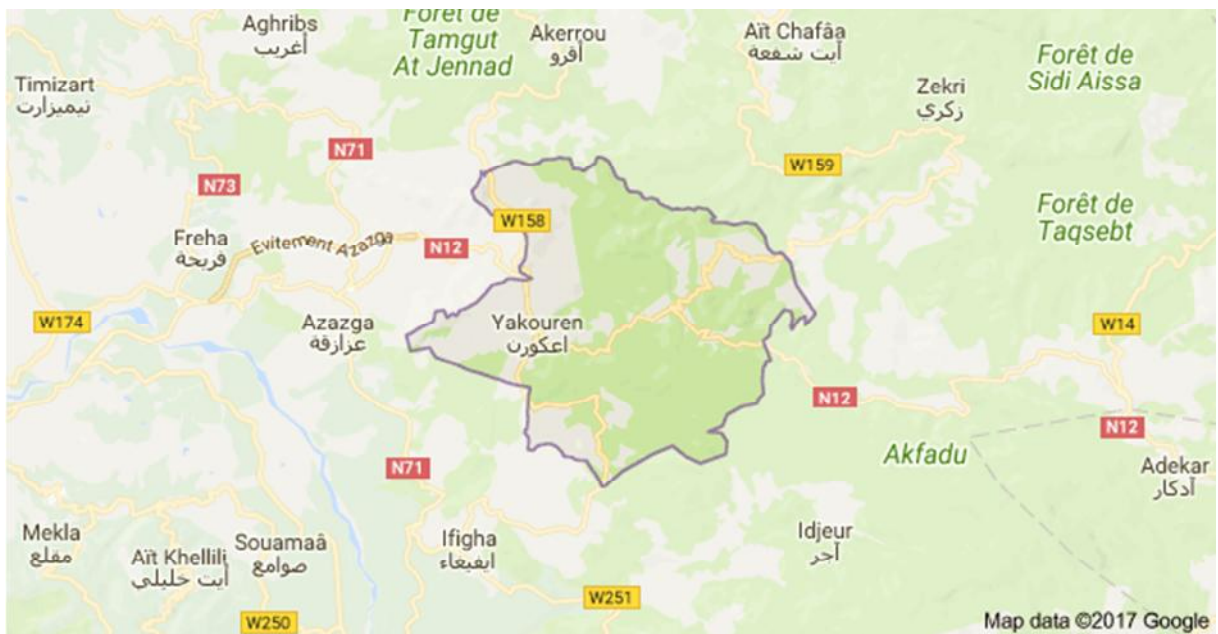 Aghribs
أغريب
Forêt de
Tamgut
At Jennad
Akerrou
أقرو
Aït Chafâa
أيت شفعة
Forêt de
Sidi Aissa
Timizart
تيميزارت
Zekri
زكري
N71
N73
W159
W158
Forêt de
Taqsebt
Freha
فريحة
Evitement Azazga
N12
W174
Azazga
عزازقة
Yakouren
اعكورن
W14
N12
N12
N71
Akfadu
Adekar
آدكار
Mekla
مقلع
Aït Khellili
أيت خليلي
Souamaâ
صوامع
Ifigha
ايفيغاء
Idjeur
آجر
W251
W250
Map data ©2017 Google